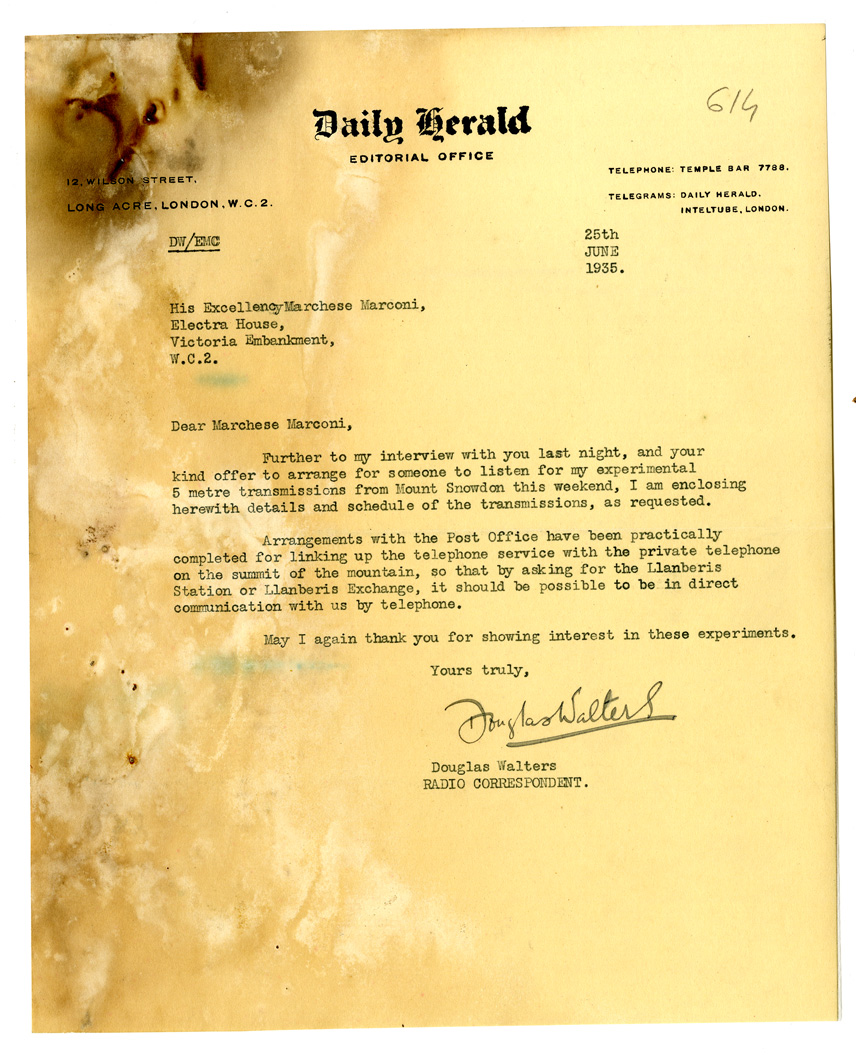 614
Daily Herald
EDITORIAL OFFICE
12, WILSON STREET,
LONG ACRE, LONDON, W.C.2.
TELEPHONE: TEMPLE BAR 7788.
TELEGRAMS: DAILY HERALD.
INTELTUBE, LONDON.
DW/EMC
25th
JUNE
1935.
His Excellency Marchese Marconi,
Electra House,
Victoria Embankment,
W.C.2.
Dear Marchese Marconi,
Further to my interview with you last night, and your
kind offer to arrange for someone to listen for my experimental
5 metre transmissions from Mount Snowdon this weekend, I am enclosing
herewith details and schedule of the transmissions, as requested.
Arrangements with the Post Office have been practically
completed for linking up the telephone service with the private telephone
on the summit of the mountain, so that by asking for the Llanberis
Station or Llanberis Exchange, it should be possible to be in direct
communication with us by telephone.
May I again thank you for showing interest in these experiments.
Yours truly,
Douglas Walters
Douglas Walters
RADIO CORRESPONDENT.